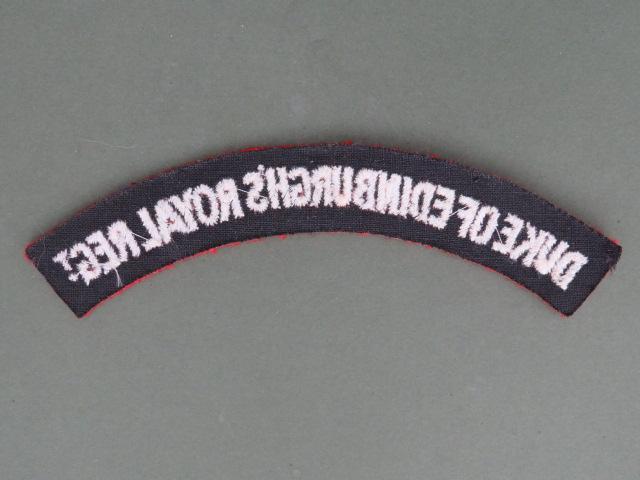 DUKE OF EDINBURGH'S ROYAL REGT.